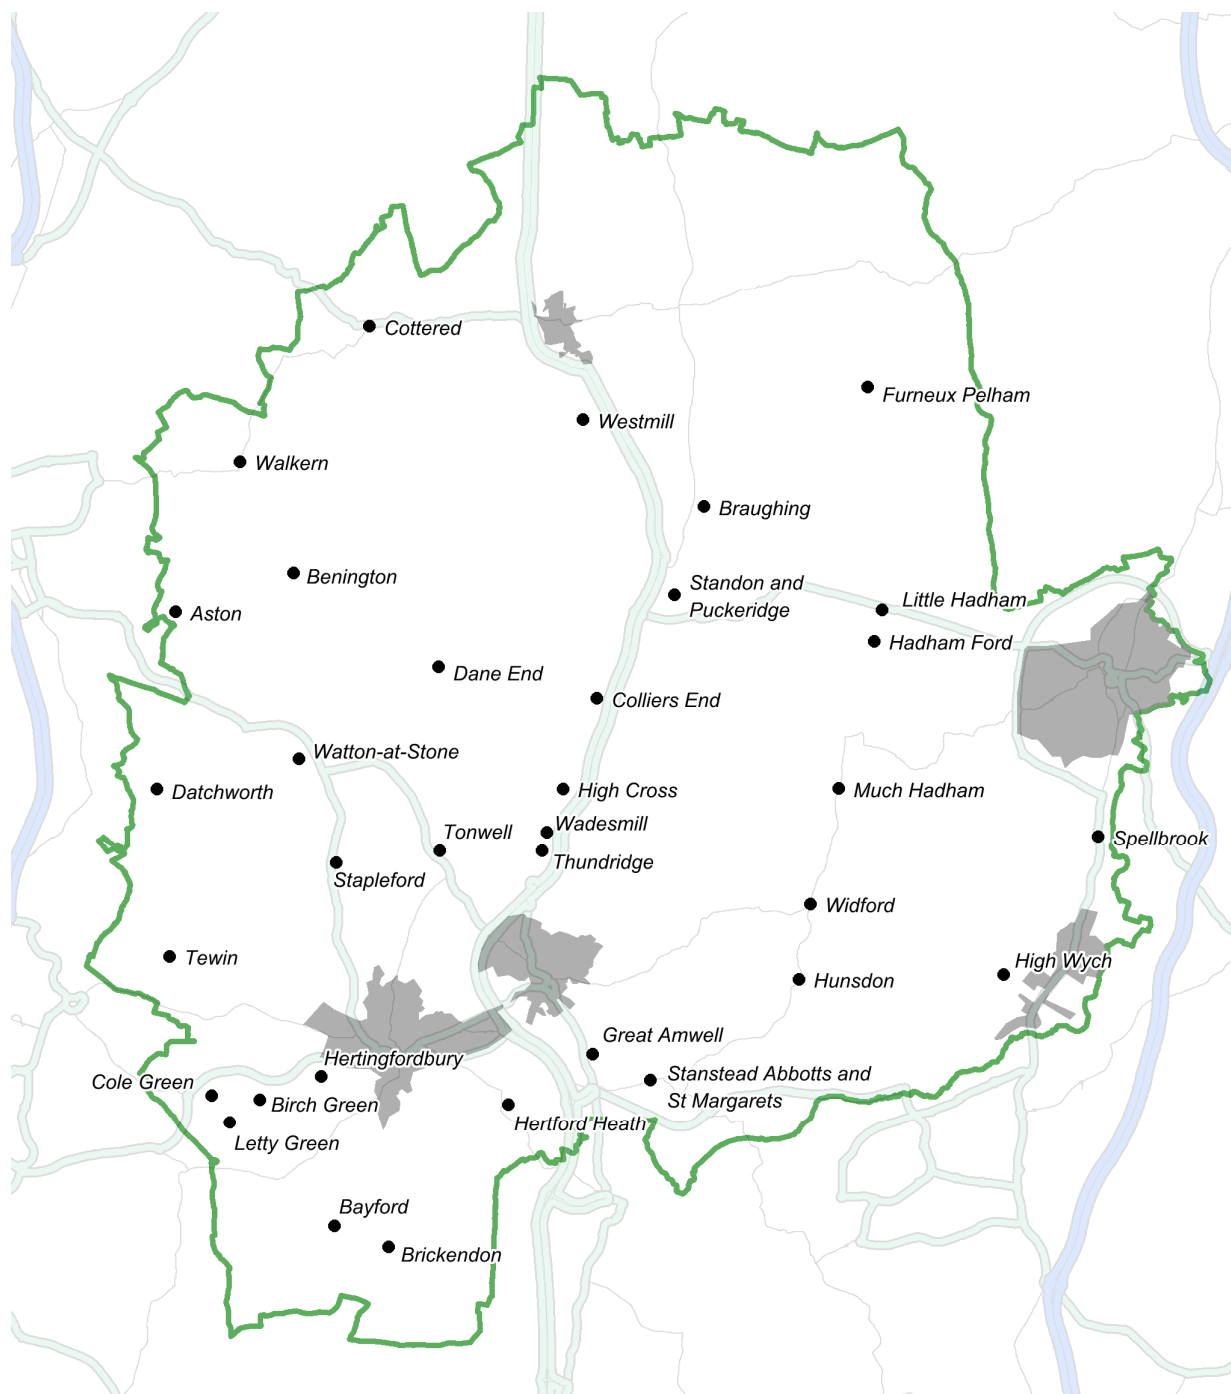 Cottered
Furneux Pelham
Westmill
Walkern
Braughing
Benington
Standon and
Puckeridge
Little Hadham
Aston
Hadham Ford
Dane End
Colliers End
Watton-at-Stone
Datchworth
High Cross
Much Hadham
Wadesmill
Tonwell
Spellbrook
Thundridge
Stapleford
Widford
Tewin
High Wych
Hunsdon
Great Amwell
Hertingfordbury
Stanstead Abbotts and
St Margarets
Cole Green
Birch Green
Hertford Heath
Letty Green
Bayford
Brickendon